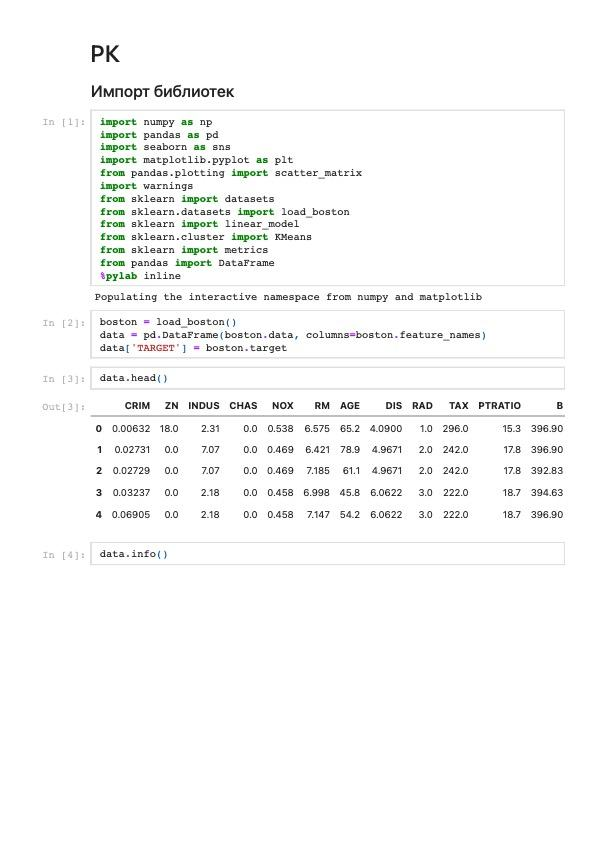 РК
Импорт библиотек
In [1]: import numpy as np
import pandas as pd
import seaborn as sns
import matplotlib.pyplot as plt
from pandas.plotting import scatter_matrix
import warnings
from sklearn import datasets
from sklearn.datasets import load_boston
from sklearn import linear_model
from sklearn.cluster import KMeans
from sklearn import metrics
from pandas import DataFrame
%pylab inline
Populating the interactive namespace from numpy and matplotlib
In [2]: boston = load_boston()
data = pd.DataFrame(boston.data, columns=boston.feature_names)
data['TARGET'] = boston.target
In [3]: data.head()
Out[3]: CRIM ZN INDUS CHAS NOX RM AGE DIS RAD TAX PTRATIO B
0 0.00632 18.0 2.31 0.0 0.538 6.575 65.2 4.0900 1.0 296.0 15.3 396.90
1 0.02731 0.0 7.07 0.0 0.469 6.421 78.9 4.9671 2.0 242.0 17.8 396.90
2 0.02729 0.0 7.07 0.0 0.469 7.185 61.1 4.9671 2.0 242.0 17.8 392.83
3 0.03237 0.0 2.18 0.0 0.458 6.998 45.8 6.0622 3.0 222.0 18.7 394.63
4 0.06905 0.0 2.18 0.0 0.458 7.147 54.2 6.0622 3.0 222.0 18.7 396.90
In [4]: data.info()